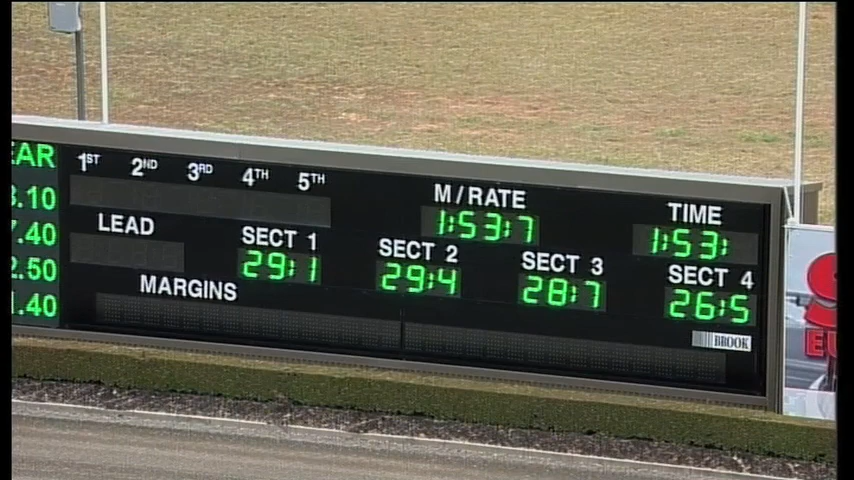 EAR 1ST 2ND 3RD 4TH 5TH M/RATE TIME
3.10 1:53:7 1:53:
7.40 LEAD SECT 1 SECT 2 SECT 3 SECT 4
2.50 29:1 29:4 28:7 26:5
1.40 MARGINS
BROOK
EU